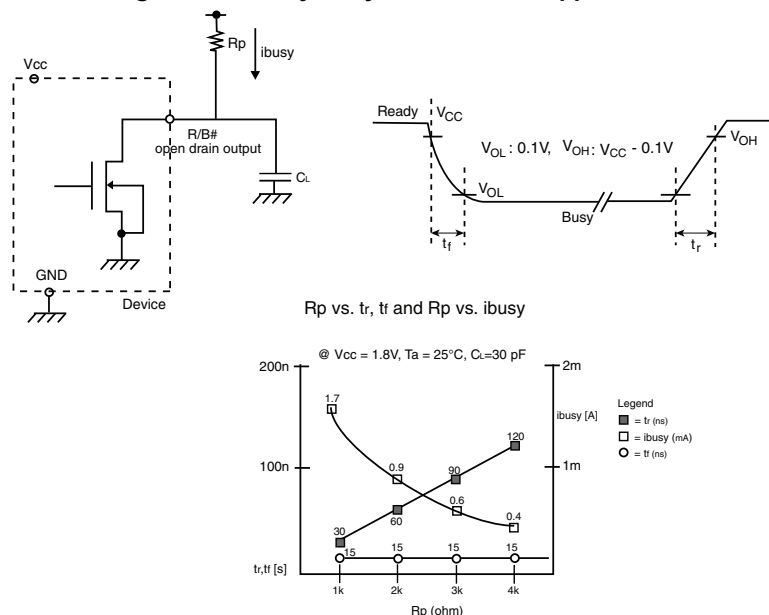 Rp
ibusy
Vcc
R/B#
open drain output
CL
GND
Device
Ready
VCC
VOL : 0.1V, VOH : VCC - 0.1V
VOH
VOL
Busy
tf
tr
Rp vs. tr, tf and Rp vs. ibusy
@ Vcc = 1.8V, Ta = 25°C, CL=30 pF
200n
2m
1.7
ibusy [A]
Legend
= tr (ns)
= ibusy (mA)
= tf (ns)
120
100n
0.9
90
1m
0.6
60
0.4
30
15
15
15
15
tr,tf [s]
1k
2k
3k
4k
Rp (ohm)